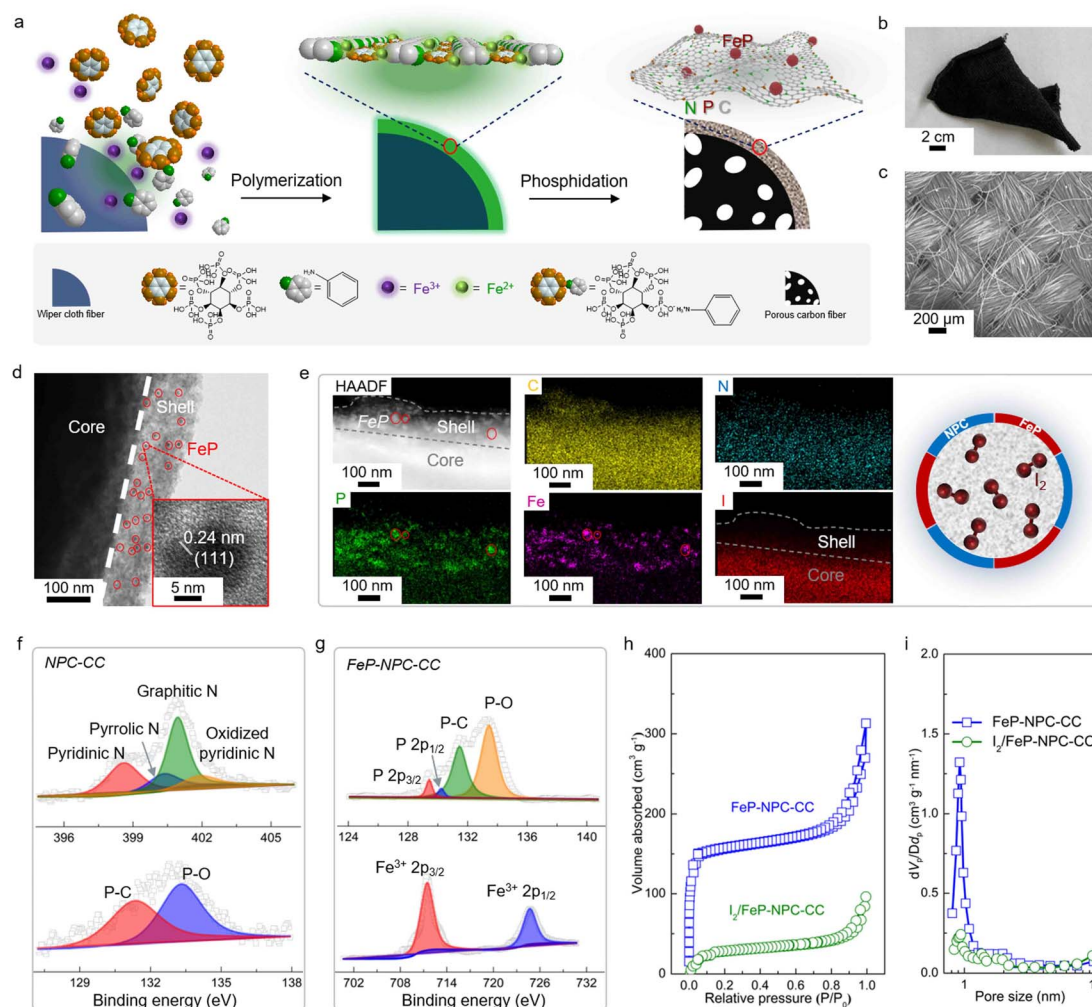 a
FeP
N P C
Polymerization
Phosphidation
Wiper cloth fiber
=
H₂N
=
= Fe³⁺
= Fe²⁺
=
Porous carbon fiber
b
2 cm
c
200 μm
d
Core
Shell
FeP
0.24 nm
(111)
100 nm
5 nm
e
HAADF
FeP
Shell
Core
100 nm
C
100 nm
N
100 nm
P
100 nm
Fe
100 nm
I
Shell
Core
100 nm
NPC
FeP
I₂
f
NPC-CC
Graphitic N
Pyrrolic N
Pyridinic N
Oxidized
pyridinic N
396 399 402 405
P-C
P-O
129 132 135 138
Binding energy (eV)
g
FeP-NPC-CC
P-O
P-C
P 2p1/2
P 2p3/2
124 128 132 136 140
Fe³⁺ 2p3/2
Fe³⁺ 2p1/2
702 708 714 720 726 732
Binding energy (eV)
h
Volume absorbed (cm³ g⁻¹)
400
300
200
100
0
FeP-NPC-CC
I₂/FeP-NPC-CC
0.0 0.2 0.4 0.6 0.8 1.0
Relative pressure (P/P₀)
i
dVₚ/Ddₚ (cm³ g⁻¹ nm⁻¹)
2.0
1.5
1.0
0.5
0.0
FeP-NPC-CC
I₂/FeP-NPC-CC
1
Pore size (nm)